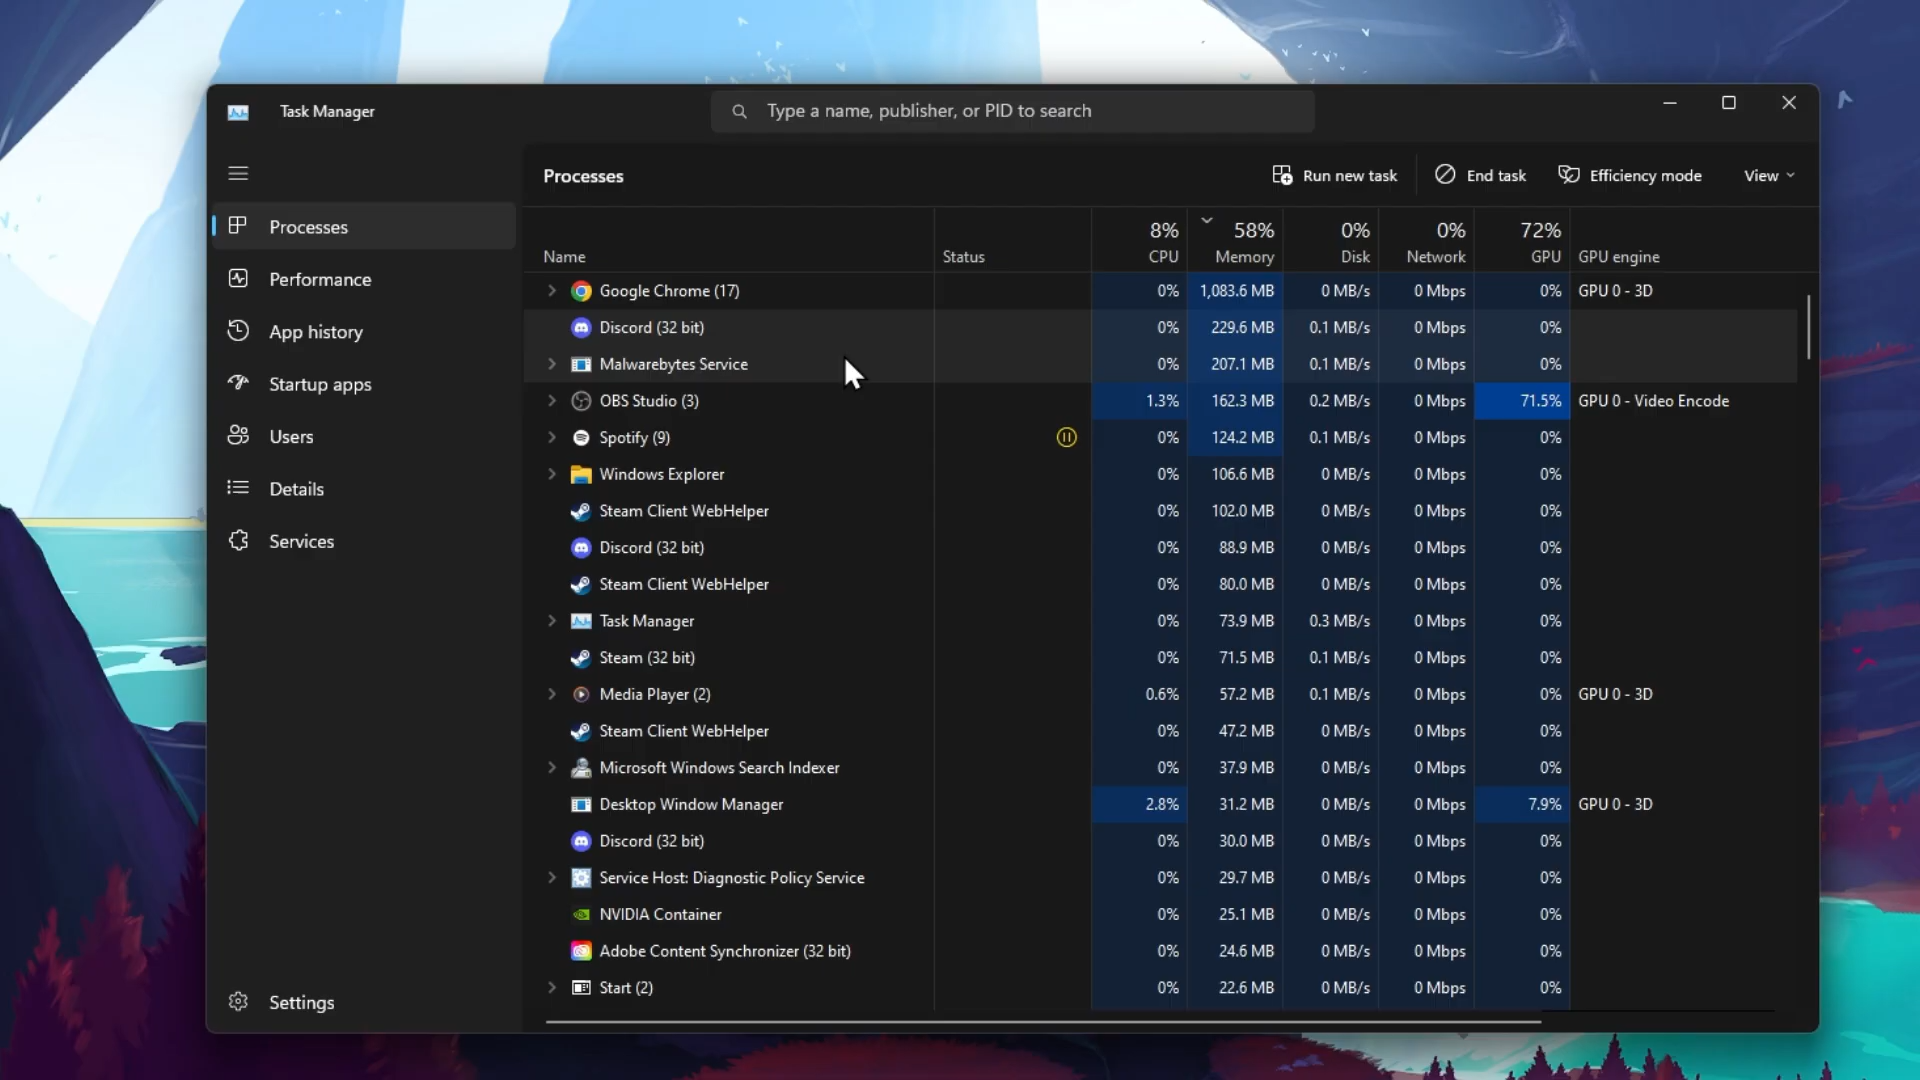 Task Manager
Type a name, publisher, or PID to search
Processes
Run new task
End task
Efficiency mode
View
Processes
Performance
App history
Startup apps
Users
Details
Services
Settings
8% 58% 0% 0% 72%
Name Status CPU Memory Disk Network GPU GPU engine
Google Chrome (17) 0% 1,083.6 MB 0 MB/s 0 Mbps 0% GPU 0 - 3D
Discord (32 bit) 0% 229.6 MB 0.1 MB/s 0 Mbps 0%
Malwarebytes Service 0% 207.1 MB 0.1 MB/s 0 Mbps 0%
OBS Studio (3) 1.3% 162.3 MB 0.2 MB/s 0 Mbps 71.5% GPU 0 - Video Encode
Spotify (9) 0% 124.2 MB 0.1 MB/s 0 Mbps 0%
Windows Explorer 0% 106.6 MB 0 MB/s 0 Mbps 0%
Steam Client WebHelper 0% 102.0 MB 0 MB/s 0 Mbps 0%
Discord (32 bit) 0% 88.9 MB 0 MB/s 0 Mbps 0%
Steam Client WebHelper 0% 80.0 MB 0 MB/s 0 Mbps 0%
Task Manager 0% 73.9 MB 0.3 MB/s 0 Mbps 0%
Steam (32 bit) 0% 71.5 MB 0.1 MB/s 0 Mbps 0%
Media Player (2) 0.6% 57.2 MB 0.1 MB/s 0 Mbps 0% GPU 0 - 3D
Steam Client WebHelper 0% 47.2 MB 0 MB/s 0 Mbps 0%
Microsoft Windows Search Indexer 0% 37.9 MB 0 MB/s 0 Mbps 0%
Desktop Window Manager 2.8% 31.2 MB 0 MB/s 0 Mbps 7.9% GPU 0 - 3D
Discord (32 bit) 0% 30.0 MB 0 MB/s 0 Mbps 0%
Service Host: Diagnostic Policy Service 0% 29.7 MB 0 MB/s 0 Mbps 0%
NVIDIA Container 0% 25.1 MB 0 MB/s 0 Mbps 0%
Adobe Content Synchronizer (32 bit) 0% 24.6 MB 0 MB/s 0 Mbps 0%
Start (2) 0% 22.6 MB 0 MB/s 0 Mbps 0%